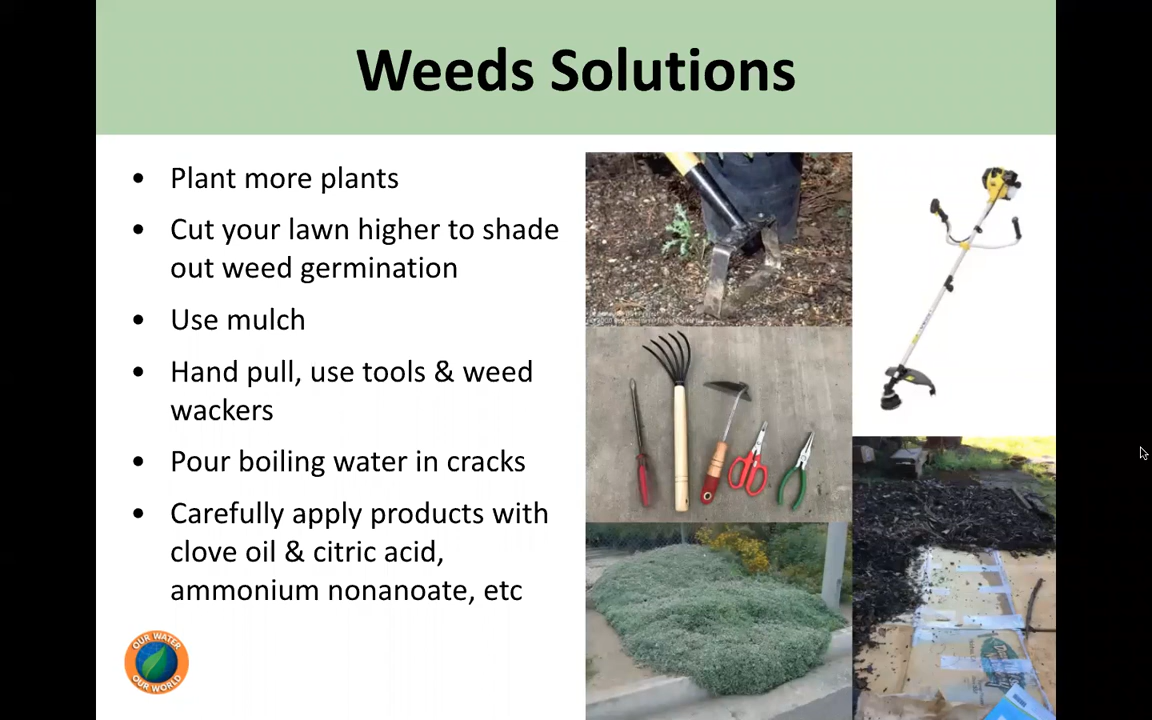 Weeds Solutions
• Plant more plants
• Cut your lawn higher to shade
out weed germination
• Use mulch
• Hand pull, use tools & weed
wackers
• Pour boiling water in cracks
• Carefully apply products with
clove oil & citric acid,
ammonium nonanoate, etc
OUR WATER
OUR WORLD